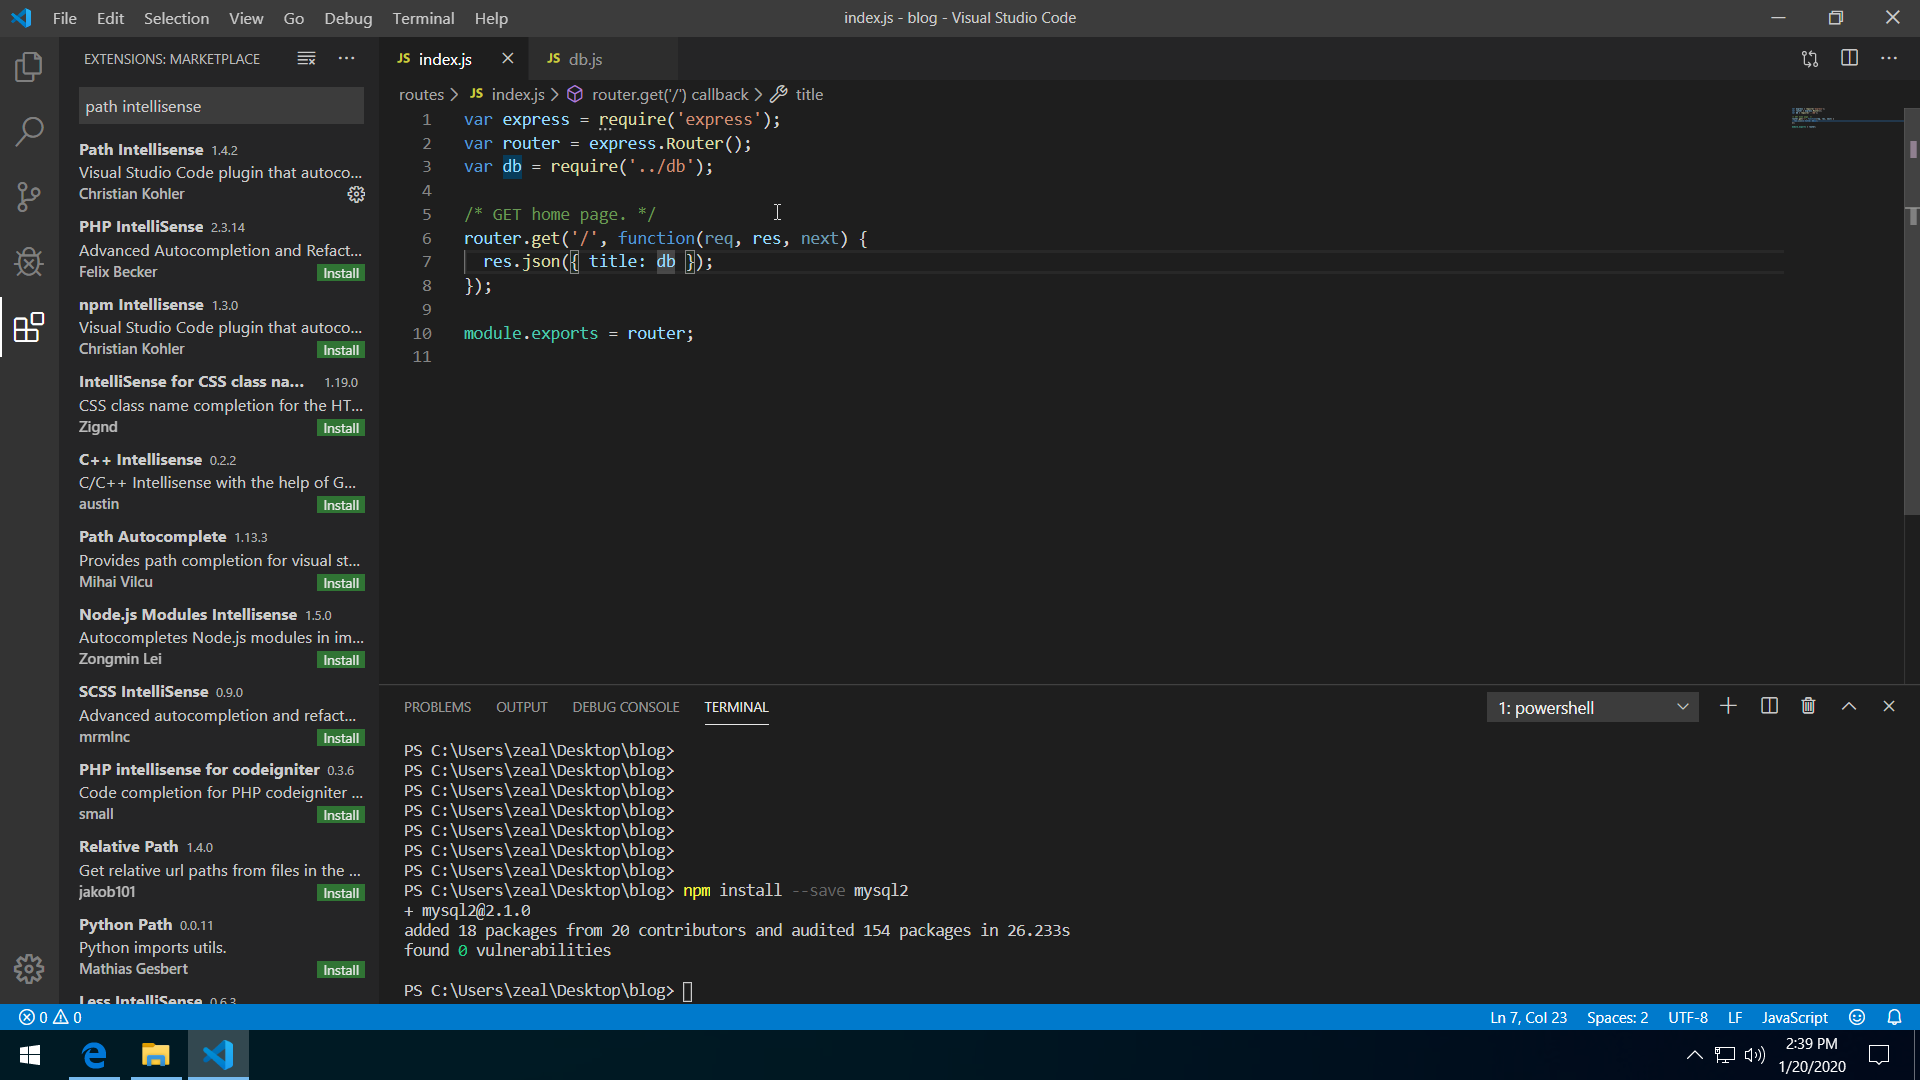 File Edit Selection View Go Debug Terminal Help
index.js - blog - Visual Studio Code
EXTENSIONS: MARKETPLACE
path intellisense
Path Intellisense 1.4.2
Visual Studio Code plugin that autoco...
Christian Kohler
PHP IntelliSense 2.3.14
Advanced Autocompletion and Refact...
Felix Becker Install
npm Intellisense 1.3.0
Visual Studio Code plugin that autoco...
Christian Kohler Install
IntelliSense for CSS class na... 1.19.0
CSS class name completion for the HT...
Zignd Install
C++ Intellisense 0.2.2
C/C++ Intellisense with the help of G...
austin Install
Path Autocomplete 1.13.3
Provides path completion for visual st...
Mihai Vilcu Install
Node.js Modules Intellisense 1.5.0
Autocompletes Node.js modules in im...
Zongmin Lei Install
SCSS IntelliSense 0.9.0
Advanced autocompletion and refact...
mrmlnc Install
PHP intellisense for codeigniter 0.3.6
Code completion for PHP codeigniter ...
small Install
Relative Path 1.4.0
Get relative url paths from files in the ...
jakob101 Install
Python Path 0.0.11
Python imports utils.
Mathias Gesbert Install
Less IntelliSense 0.6.3
JS index.js
JS db.js
routes > JS index.js > router.get('/') callback > title
1 var express = require('express');
2 var router = express.Router();
3 var db = require('../db');
4
5 /* GET home page. */
6 router.get('/', function(req, res, next) {
7 res.json({ title: db });
8 });
9
10 module.exports = router;
11
PROBLEMS OUTPUT DEBUG CONSOLE TERMINAL
1: powershell
PS C:\Users\zeal\Desktop\blog>
PS C:\Users\zeal\Desktop\blog>
PS C:\Users\zeal\Desktop\blog>
PS C:\Users\zeal\Desktop\blog>
PS C:\Users\zeal\Desktop\blog>
PS C:\Users\zeal\Desktop\blog>
PS C:\Users\zeal\Desktop\blog>
PS C:\Users\zeal\Desktop\blog> npm install --save mysql2
+ mysql2@2.1.0
added 18 packages from 20 contributors and audited 154 packages in 26.233s
found 0 vulnerabilities
PS C:\Users\zeal\Desktop\blog>
0 0
Ln 7, Col 23 Spaces: 2 UTF-8 LF JavaScript
2:39 PM
1/20/2020